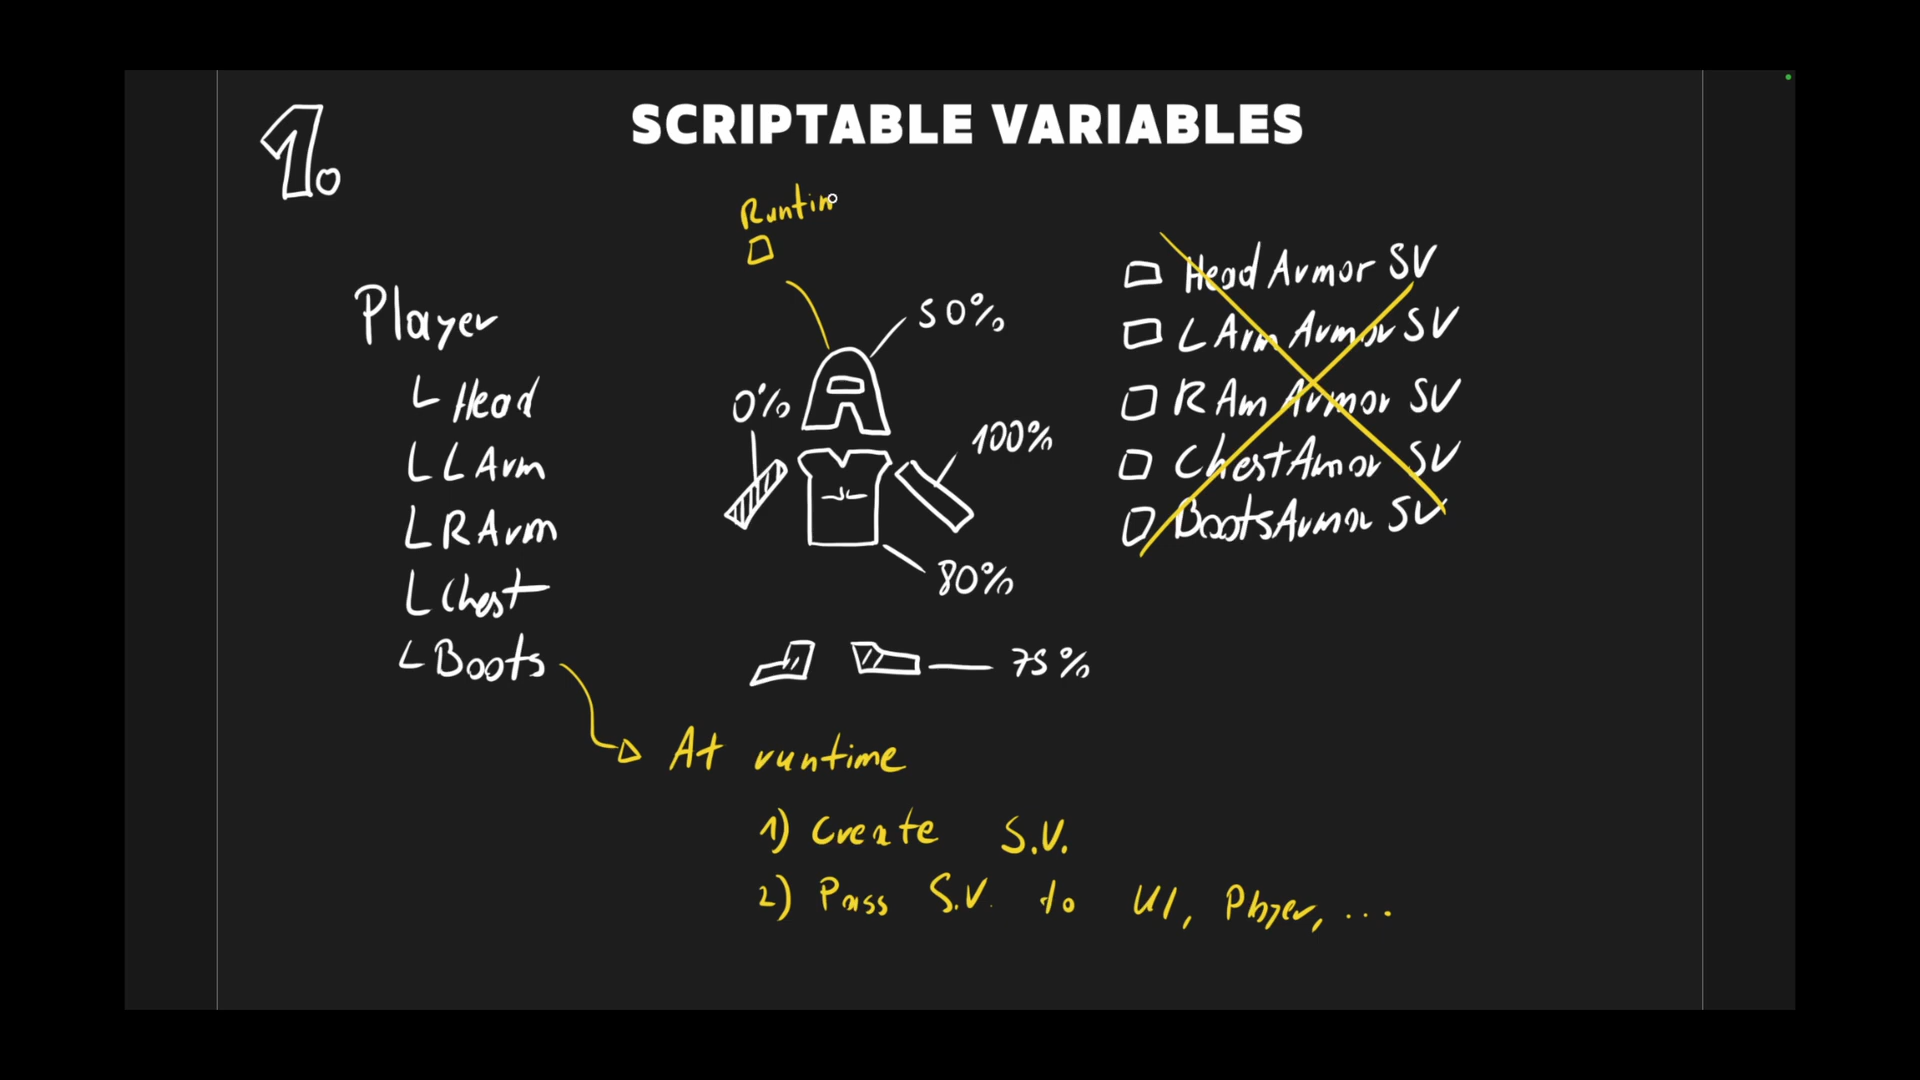 1.
SCRIPTABLE VARIABLES
Runtim
Player
Head
L Arm
R Arm
Chest
Boots
50%
0%
100%
80%
75%
Head Armor SV
L Arm Armor SV
R Am Armor SV
Chest Armor SV
Boots Armor SV
At runtime
1) Create S.V.
2) Pass S.V. to UI, Player, ...